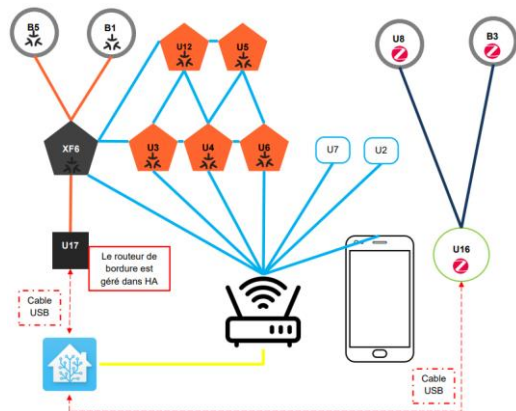 B5
B1
U12
U5
U8
B3
XF6
U3
U4
U6
U7
U2
U17
Le routeur de
bordure est
géré dans HA
U16
Cable
USB
Cable
USB